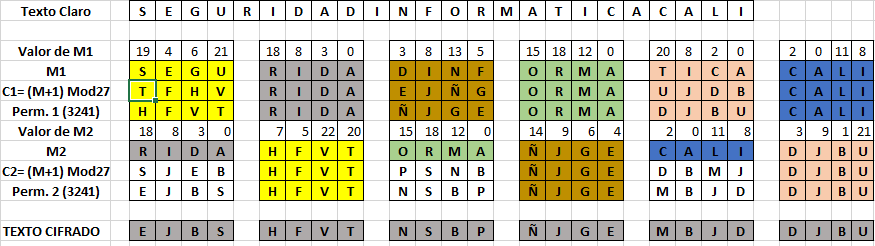 Texto Claro S E G U R I D A D I N F O R M A T I C A C A L I
Valor de M1 19 4 6 21 18 8 3 0 3 8 13 5 15 18 12 0 20 8 2 0 2 0 11 8
M1 S E G U R I D A D I N F O R M A T I C A C A L I
C1= (M+1) Mod27 T F H V R I D A E J Ñ G O R M A U J D B C A L I
Perm. 1 (3241) H F V T R I D A Ñ J G E O R M A D J B U C A L I
Valor de M2 18 8 3 0 7 5 22 20 15 18 12 0 14 9 6 4 2 0 11 8 3 9 1 21
M2 R I D A H F V T O R M A Ñ J G E C A L I D J B U
C2= (M+1) Mod27 S J E B H F V T P S N B Ñ J G E D B M J D J B U
Perm. 2 (3241) E J B S H F V T N S B P Ñ J G E M B J D D J B U
TEXTO CIFRADO E J B S H F V T N S B P Ñ J G E M B J D D J B U